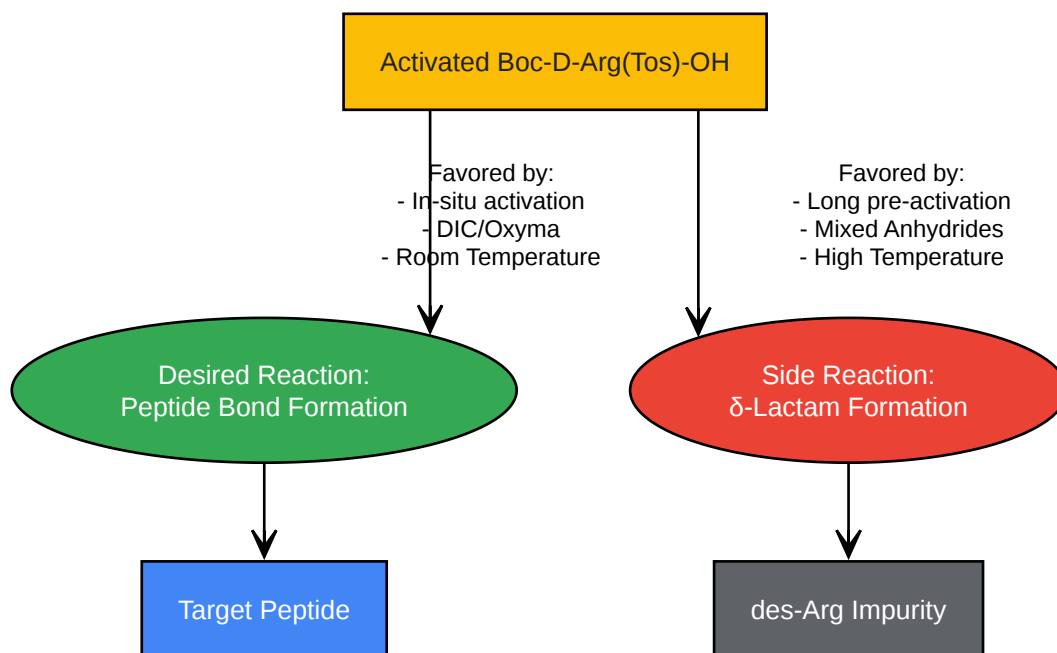 Activated Boc-D-Arg(Tos)-OH
Favored by:
- In-situ activation
- DIC/Oxyma
- Room Temperature
Favored by:
- Long pre-activation
- Mixed Anhydrides
- High Temperature
Desired Reaction:
Peptide Bond Formation
Side Reaction:
δ-Lactam Formation
Target Peptide
des-Arg Impurity